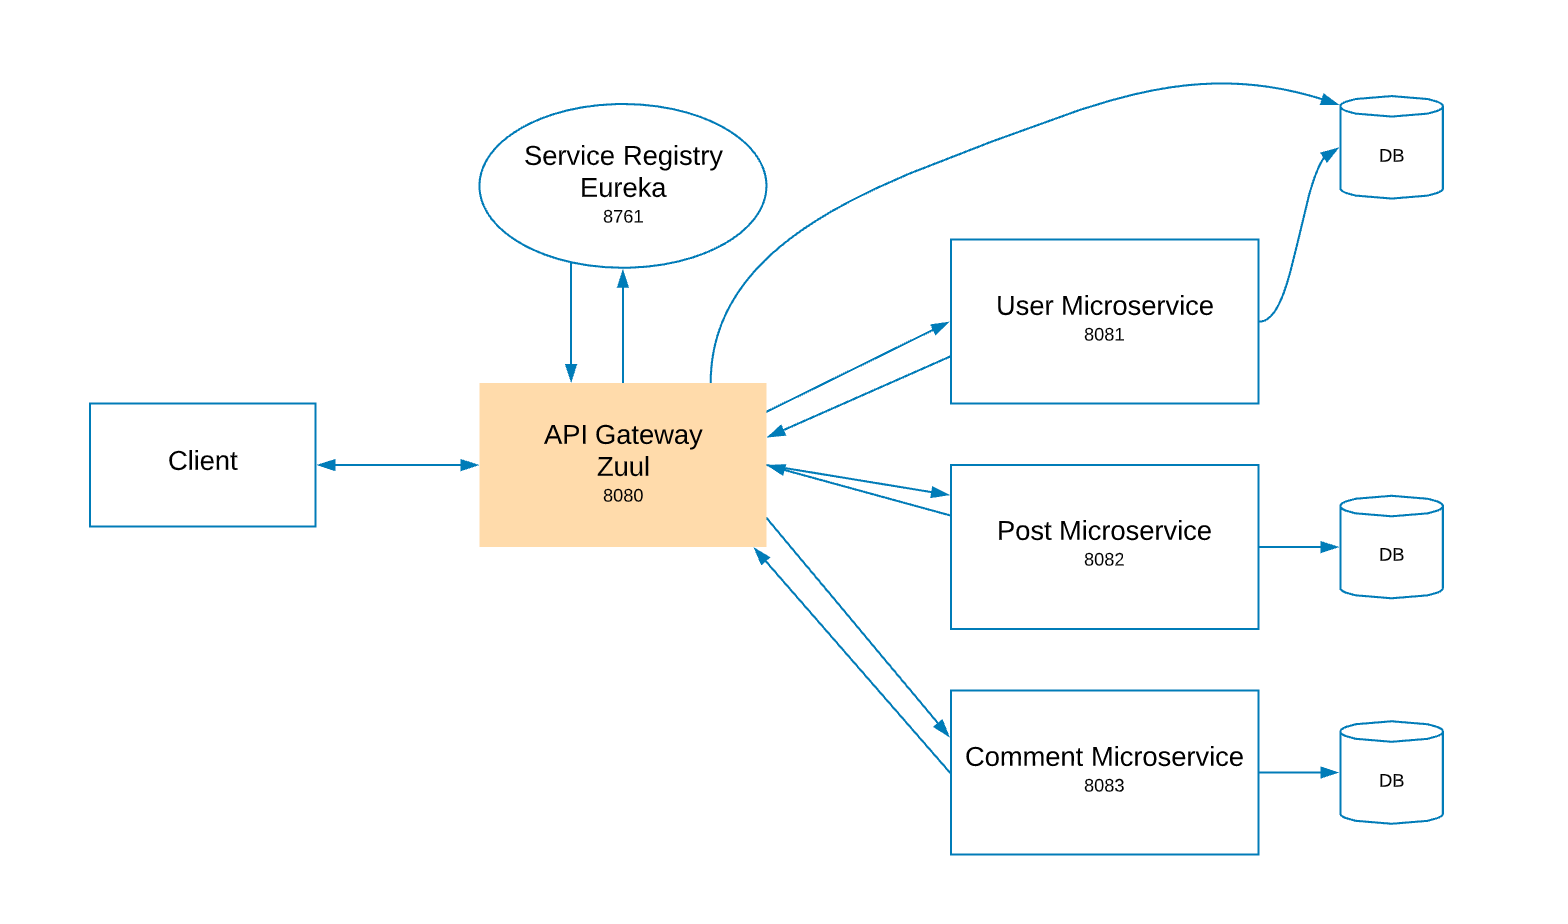 Service Registry
Eureka
8761
DB
User Microservice
8081
Client
API Gateway
Zuul
8080
Post Microservice
8082
DB
Comment Microservice
8083
DB